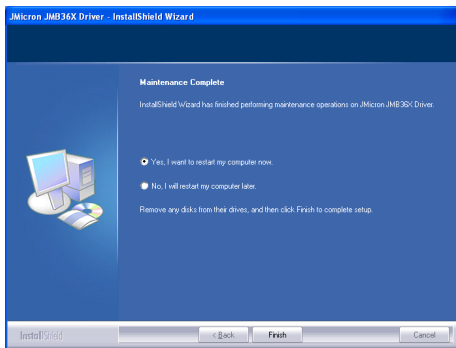 JMicron JMB36X Driver - InstallShield Wizard
Maintenance Complete
InstallShield Wizard has finished performing maintenance operations on JMicron JMB36X Driver.
Yes, I want to restart my computer now.
No, I will restart my computer later.
Remove any disks from their drives, and then click Finish to complete setup.
InstallShield
< Back
Finish
Cancel